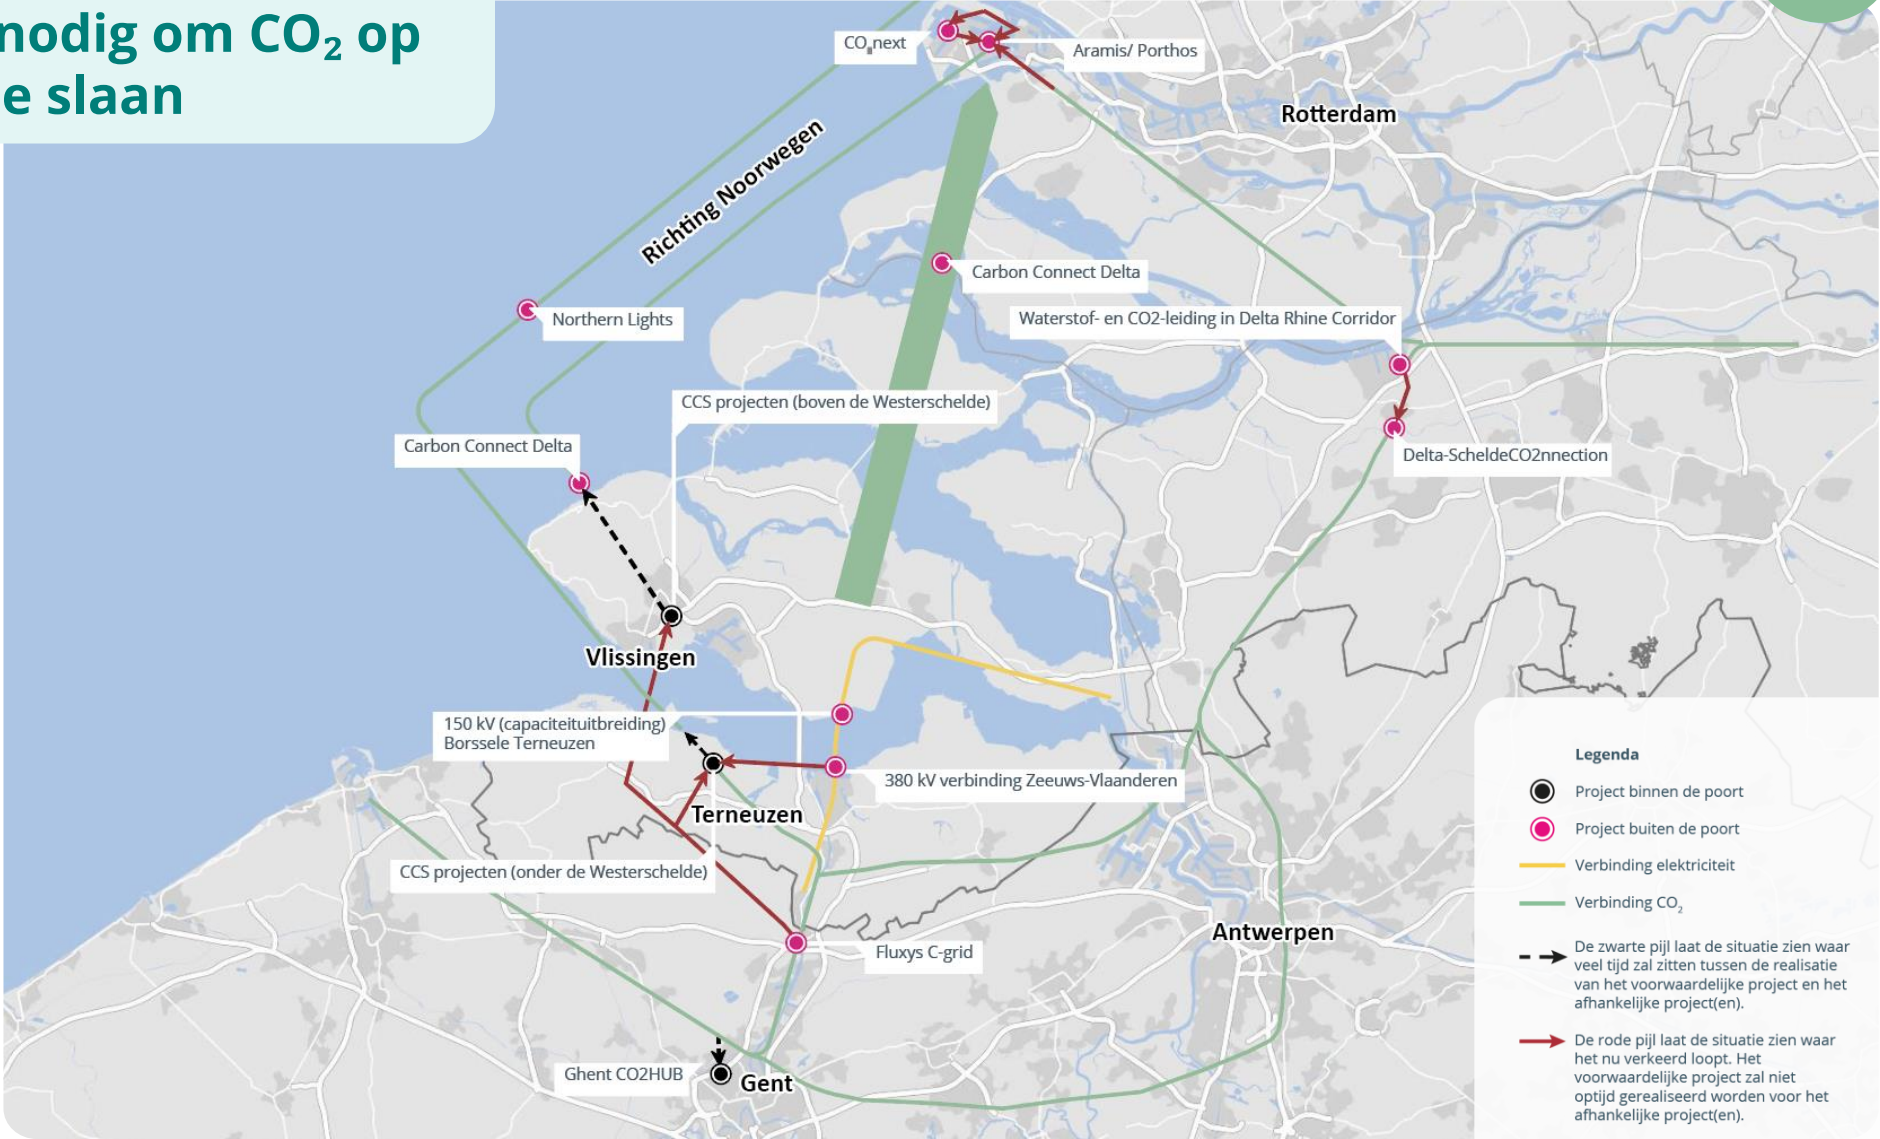 nodig om CO₂ op
e slaan
CO₂next
Aramis/ Porthos
Rotterdam
Richting Noorwegen
Carbon Connect Delta
Waterstof- en CO2-leiding in Delta Rhine Corridor
Northern Lights
CCS projecten (boven de Westerschelde)
Carbon Connect Delta
Delta-ScheldeCO2nnection
Vlissingen
150 kV (capaciteituitbreiding)
Borssele Terneuzen
380 kV verbinding Zeeuws-Vlaanderen
Terneuzen
CCS projecten (onder de Westerschelde)
Antwerpen
Fluxys C-grid
Ghent CO2HUB
Gent
Legenda
Project binnen de poort
Project buiten de poort
Verbinding elektriciteit
Verbinding CO₂
De zwarte pijl laat de situatie zien waar
veel tijd zal zitten tussen de realisatie
van het voorwaardelijke project en het
afhankelijke project(en).
De rode pijl laat de situatie zien waar
het nu verkeerd loopt. Het
voorwaardelijke project zal niet
optijd gerealiseerd worden voor het
afhankelijke project(en).